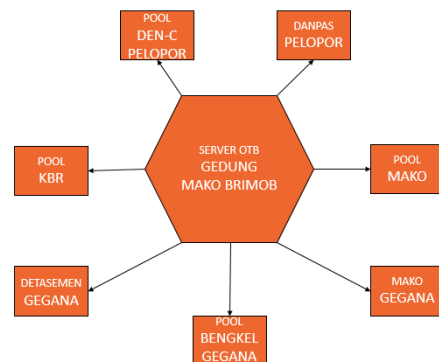 POOL
DEN-C
PELOPOR
DANPAS
PELOPOR
SERVER OTB
GEDUNG
MAKO BRIMOB
POOL
KBR
POOL
MAKO
DETASEMEN
GEGANA
MAKO
GEGANA
POOL
BENGKEL
GEGANA